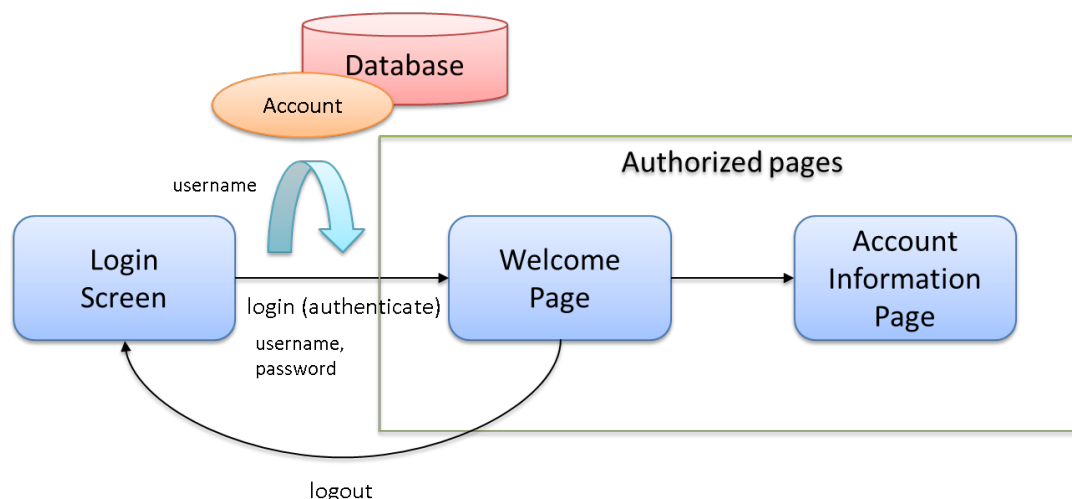 Database
Account
Authorized pages
username
Login
Screen
Welcome
Page
Account
Information
Page
login (authenticate)
username,
password
logout